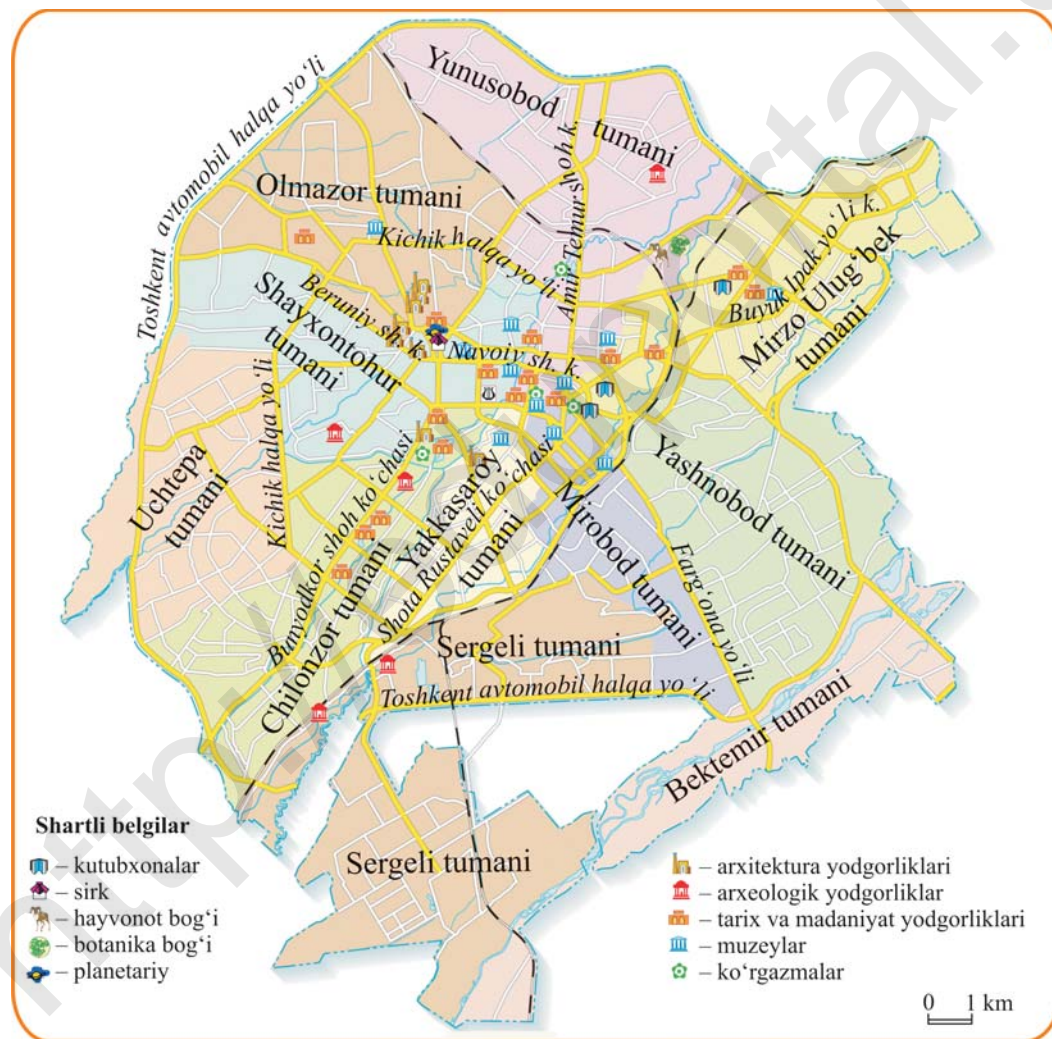 Yunusobod
tumani
Toshkent avtomobil halqa yo‘li
Olmazor tumani
Amir Temur shoh k.
Kichik halqa yo‘li
Buyuk Ipak yo‘li k.
Mirzo Ulug‘bek
tumani
Beruniy sh. k.
Shayxontohur
tumani
Navoiy sh. k.
Uchtepa
tumani
Kichik halqa yo‘li
Bunyodkor shoh ko‘chasi
Chilonzor tumani
Yakkasaroy
tumani
Shota Rustaveli ko‘chasi
Mirobod tumani
Yashnobod tumani
Farg‘ona yo‘li
Sergeli tumani
Toshkent avtomobil halqa yo‘li
Bektemir tumani
Sergeli tumani
Shartli belgilar
– kutubxonalar
– sirk
– hayvonot bog‘i
– botanika bog‘i
– planetariy
– arxitektura yodgorliklari
– arxeologik yodgorliklar
– tarix va madaniyat yodgorliklari
– muzeylar
– ko‘rgazmalar
0 1 km